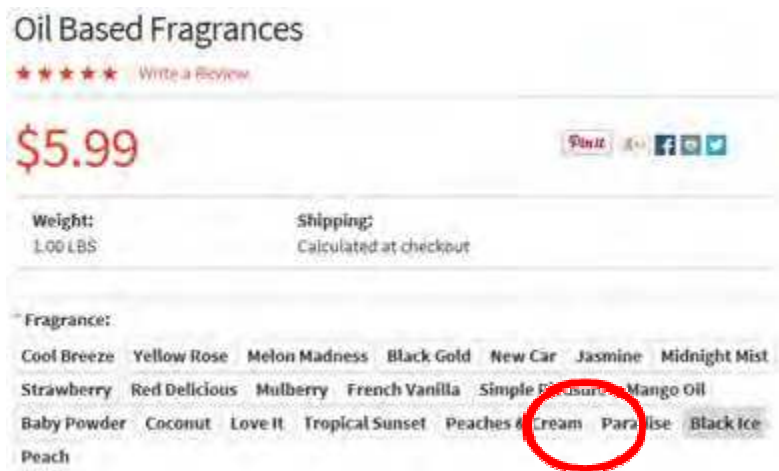 Oil Based Fragrances
Write a Review
$5.99
Pin it
Weight: Shipping:
1.00 LBS Calculated at checkout
*Fragrance:
Cool Breeze Yellow Rose Melon Madness Black Gold New Car Jasmine Midnight Mist
Strawberry Red Delicious Mulberry French Vanilla Simple Mango Oil
Baby Powder Coconut Love It Tropical Sunset Peaches & Cream Paradise Black Ice
Peach